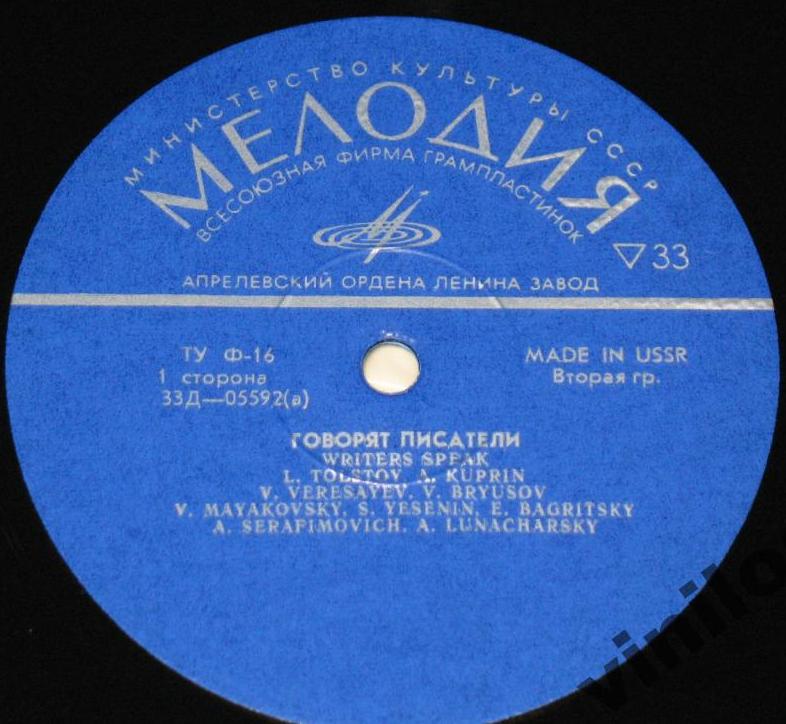 МИНИСТЕРСТВО КУЛЬТУРЫ СССР
МЕЛОДИЯ
ВСЕСОЮЗНАЯ ФИРМА ГРАМПЛАСТИНОК
33
АПРЕЛЕВСКИЙ ОРДЕНА ЛЕНИНА ЗАВОД
ТУ Ф-16
MADE IN USSR
1 сторона
Вторая гр.
33Д—05592(а)
ГОВОРЯТ ПИСАТЕЛИ
WRITERS SPEAK
L. TOLSTOY, A. KUPRIN
V. VERESAYEV, V. BRYUSOV
V. MAYAKOVSKY, S. YESENIN, E. BAGRITSKY
A. SERAFIMOVICH, A. LUNACHARSKY
vinilo